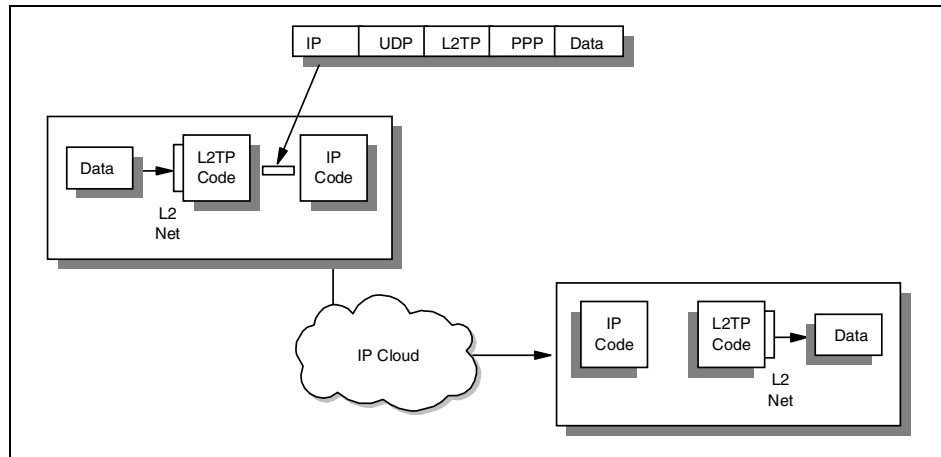 IP UDP L2TP PPP Data
Data
L2TP
Code
IP
Code
L2
Net
IP Cloud
IP
Code
L2TP
Code
Data
L2
Net